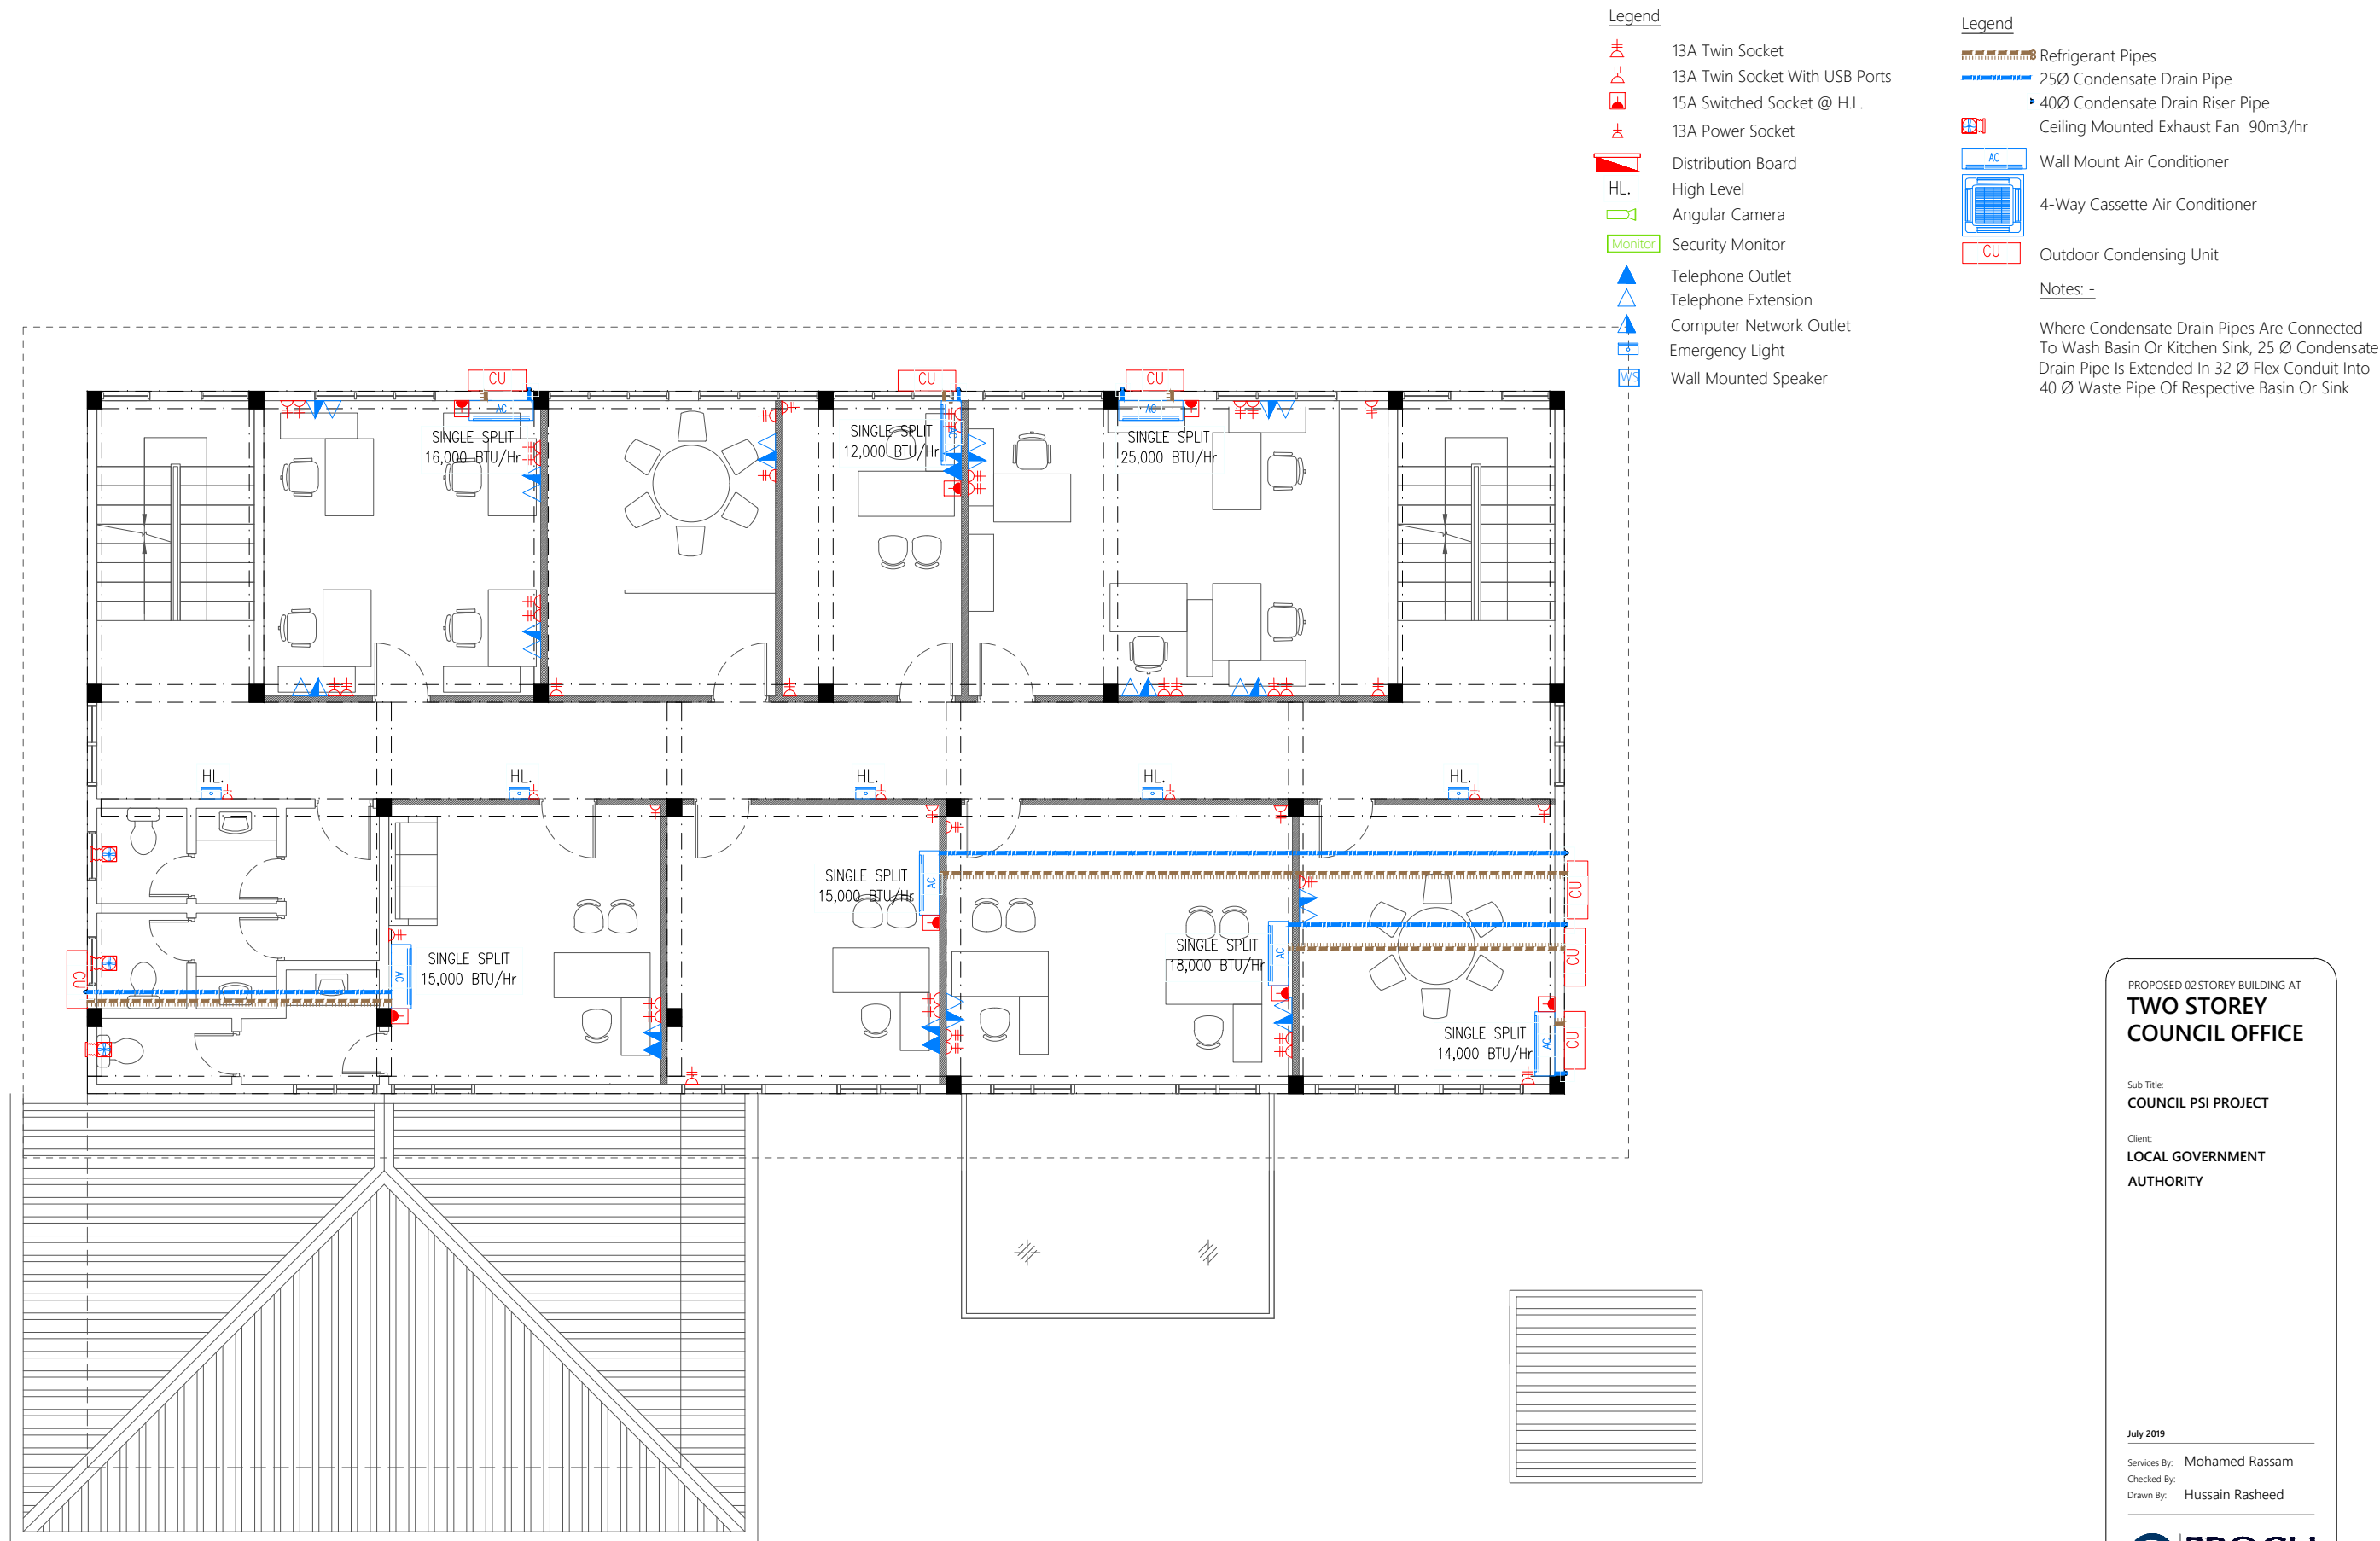 Legend
13A Twin Socket
13A Twin Socket With USB Ports
15A Switched Socket @ H.L.
13A Power Socket
Distribution Board
HL. High Level
Angular Camera
Monitor Security Monitor
Telephone Outlet
Telephone Extension
Computer Network Outlet
Emergency Light
WS Wall Mounted Speaker
Legend
Refrigerant Pipes
25Ø Condensate Drain Pipe
40Ø Condensate Drain Riser Pipe
Ceiling Mounted Exhaust Fan 90m3/hr
AC Wall Mount Air Conditioner
4-Way Cassette Air Conditioner
CU Outdoor Condensing Unit
Notes: -
Where Condensate Drain Pipes Are Connected
To Wash Basin Or Kitchen Sink, 25 Ø Condensate
Drain Pipe Is Extended In 32 Ø Flex Conduit Into
40 Ø Waste Pipe Of Respective Basin Or Sink
CU
CU
CU
AC
AC
AC
SINGLE SPLIT
16,000 BTU/Hr
SINGLE SPLIT
12,000 BTU/Hr
SINGLE SPLIT
25,000 BTU/Hr
HL.
HL.
HL.
HL.
HL.
SINGLE SPLIT
15,000 BTU/Hr
AC
CU
SINGLE SPLIT
18,000 BTU/Hr
AC
CU
CU
SINGLE SPLIT
15,000 BTU/Hr
AC
SINGLE SPLIT
14,000 BTU/Hr
AC
CU
PROPOSED 02 STOREY BUILDING AT
TWO STOREY
COUNCIL OFFICE
Sub Title:
COUNCIL PSI PROJECT
Client:
LOCAL GOVERNMENT
AUTHORITY
July 2019
Services By: Mohamed Rassam
Checked By:
Drawn By: Hussain Rasheed